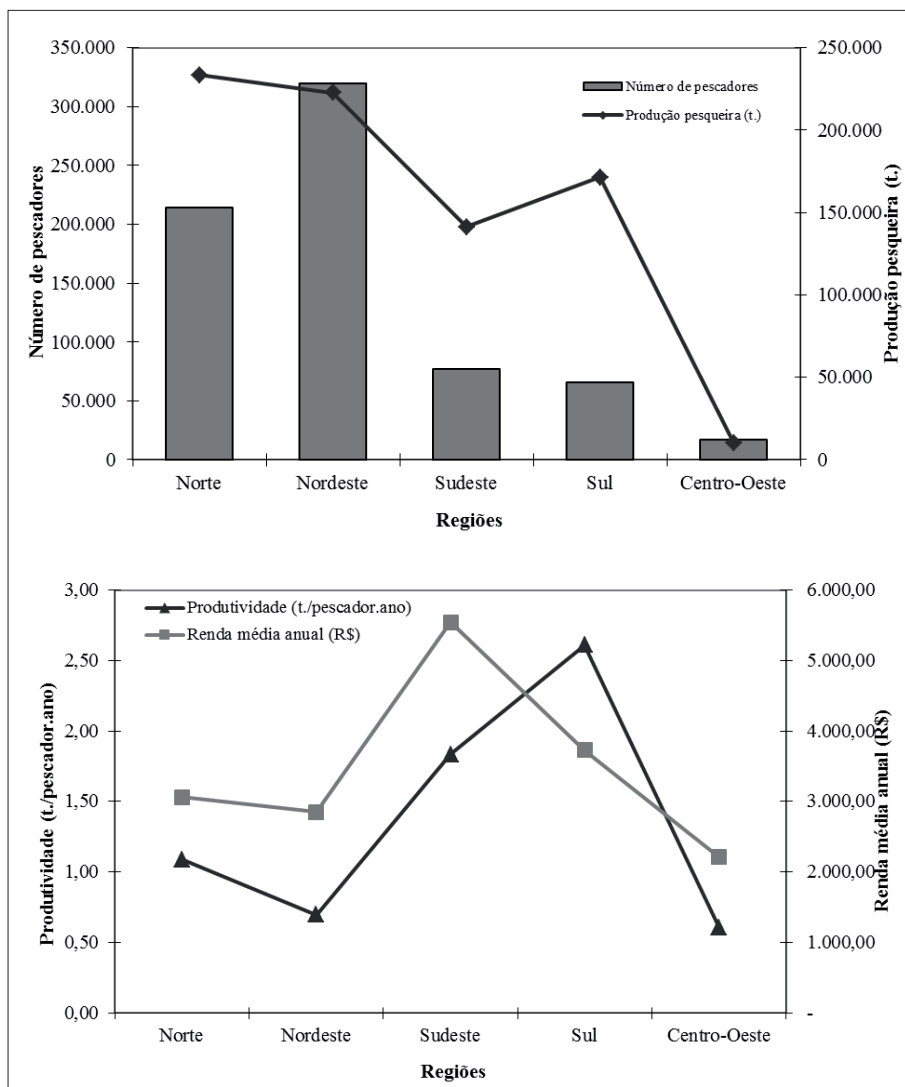 350.000
300.000
250.000
200.000
150.000
100.000
50.000
0
Número de pescadores
Número de pescadores
Produção pesqueira (t.)
250.000
200.000
150.000
100.000
50.000
0
Produção pesqueira (t.)
Norte Nordeste Sudeste Sul Centro-Oeste
Regiões
3,00
2,50
2,00
1,50
1,00
0,50
0,00
Produtividade (t./pescador.ano)
Produtividade (t./pescador.ano)
Renda média anual (R$)
6.000,00
5.000,00
4.000,00
3.000,00
2.000,00
1.000,00
-
Renda média anual (R$)
Norte Nordeste Sudeste Sul Centro-Oeste
Regiões